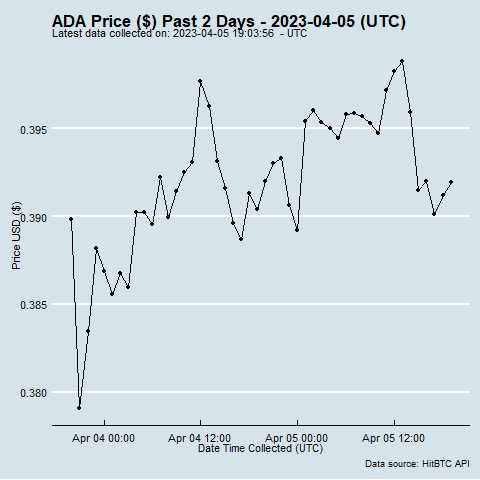 ADA Price ($) Past 2 Days - 2023-04-05 (UTC)
Latest data collected on: 2023-04-05 19:03:56 - UTC
0.395
0.390
0.385
0.380
Price USD ($)
Apr 04 00:00
Apr 04 12:00
Apr 05 00:00
Apr 05 12:00
Date Time Collected (UTC)
Data source: HitBTC API